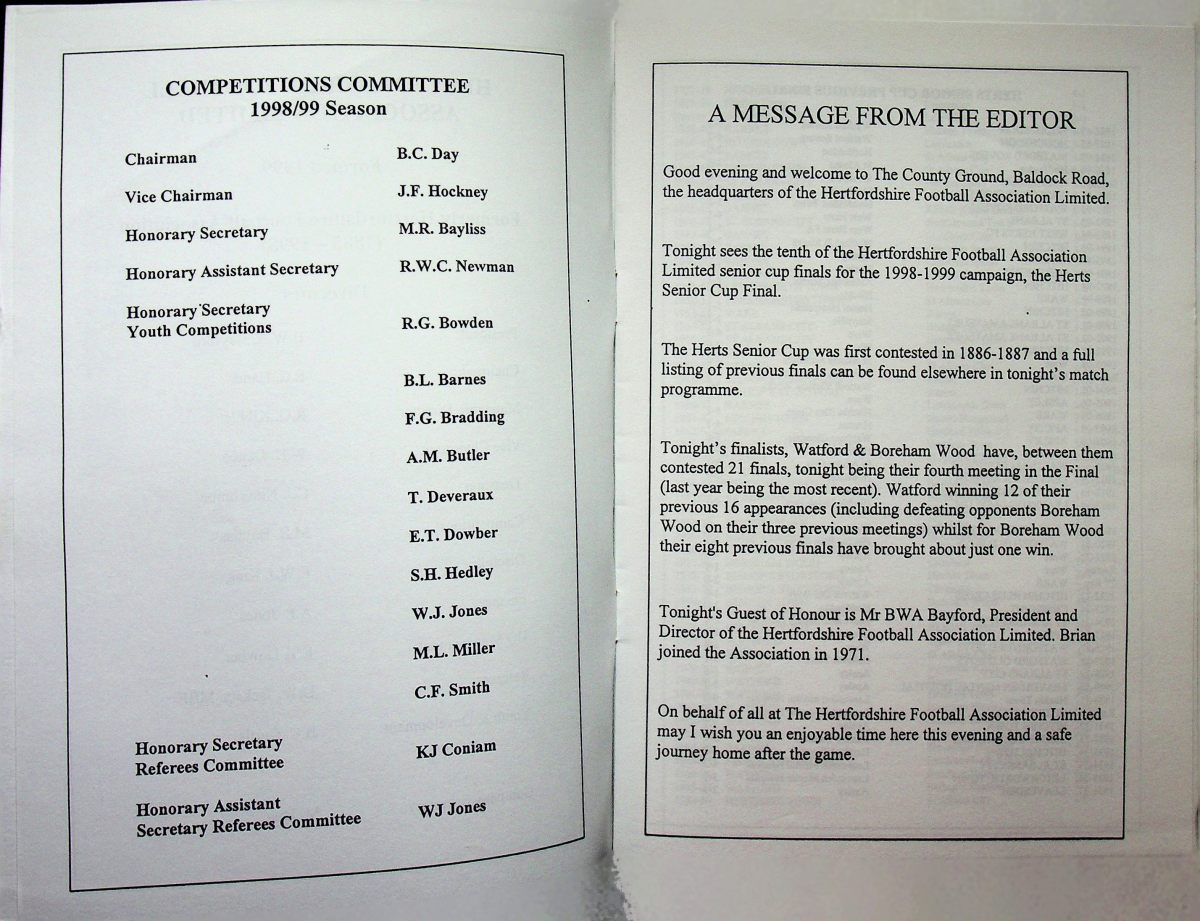 COMPETITIONS COMMITTEE
1998/99 Season
Chairman B.C. Day
Vice Chairman J.F. Hockney
Honorary Secretary M.R. Bayliss
Honorary Assistant Secretary R.W.C. Newman
Honorary Secretary
Youth Competitions R.G. Bowden
B.L. Barnes
F.G. Bradding
A.M. Butler
T. Deveraux
E.T. Dowber
S.H. Hedley
W.J. Jones
M.L. Miller
C.F. Smith
Honorary Secretary
Referees Committee KJ Coniam
Honorary Assistant
Secretary Referees Committee WJ Jones
A MESSAGE FROM THE EDITOR
Good evening and welcome to The County Ground, Baldock Road,
the headquarters of the Hertfordshire Football Association Limited.
Tonight sees the tenth of the Hertfordshire Football Association
Limited senior cup finals for the 1998-1999 campaign, the Herts
Senior Cup Final.
The Herts Senior Cup was first contested in 1886-1887 and a full
listing of previous finals can be found elsewhere in tonight's match
programme.
Tonight's finalists, Watford & Boreham Wood have, between them
contested 21 finals, tonight being their fourth meeting in the Final
(last year being the most recent). Watford winning 12 of their
previous 16 appearances (including defeating opponents Boreham
Wood on their three previous meetings) whilst for Boreham Wood
their eight previous finals have brought about just one win.
Tonight's Guest of Honour is Mr BWA Bayford, President and
Director of the Hertfordshire Football Association Limited. Brian
joined the Association in 1971.
On behalf of all at The Hertfordshire Football Association Limited
may I wish you an enjoyable time here this evening and a safe
journey home after the game.